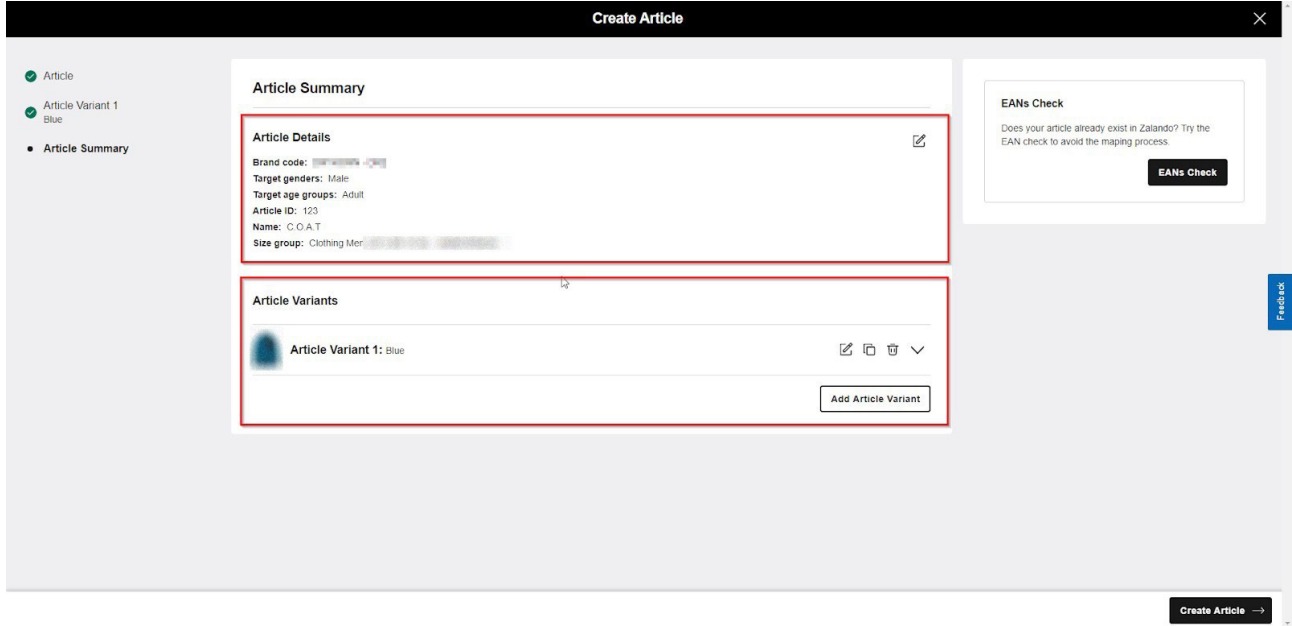 Create Article
Article
Article Variant 1
Blue
Article Summary
Article Summary
Article Details
Brand code:
Target genders: Male
Target age groups: Adult
Article ID: 123
Name: C.O.A.T
Size group: Clothing Mer
Article Variants
Article Variant 1: Blue
Add Article Variant
EANs Check
Does your article already exist in Zalando? Try the
EAN check to avoid the maping process.
EANs Check
Feedback
Create Article